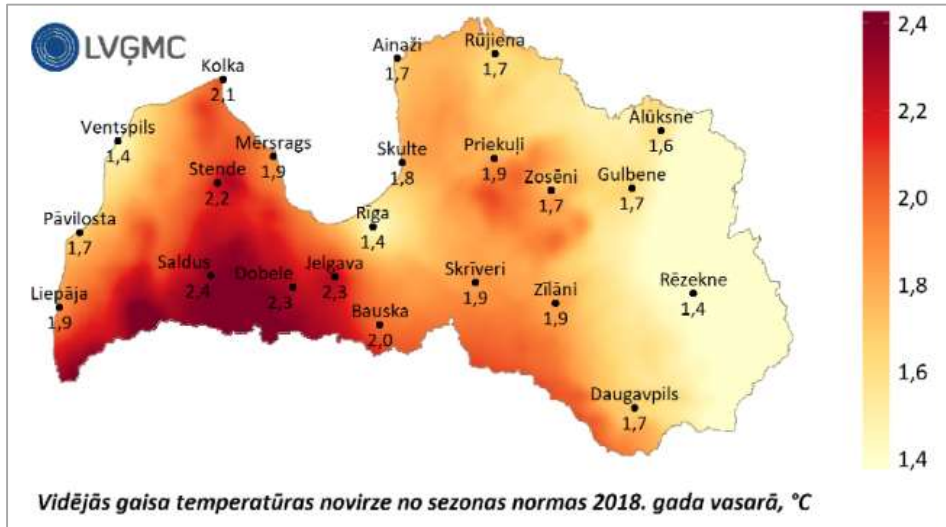 LVĢMC
Kolka
2,1
Ainaži
1,7
Rūjiena
1,7
Ventspils
1,4
Mērsrags
1,9
Stende
2,2
Skulte
1,8
Priekuļi
1,9
Zosēni
1,7
Alūksne
1,6
Gulbene
1,7
Pāvilosta
1,7
Rīga
1,4
Saldus
2,4
Dobele
2,3
Jelgava
2,3
Skrīveri
1,9
Zīlāni
1,9
Rēzekne
1,4
Liepāja
1,9
Bauska
2,0
Daugavpils
1,7
2,4
2,2
2,0
1,8
1,6
1,4
Vidējās gaisa temperatūras novirze no sezonas normas 2018. gada vasarā, °C